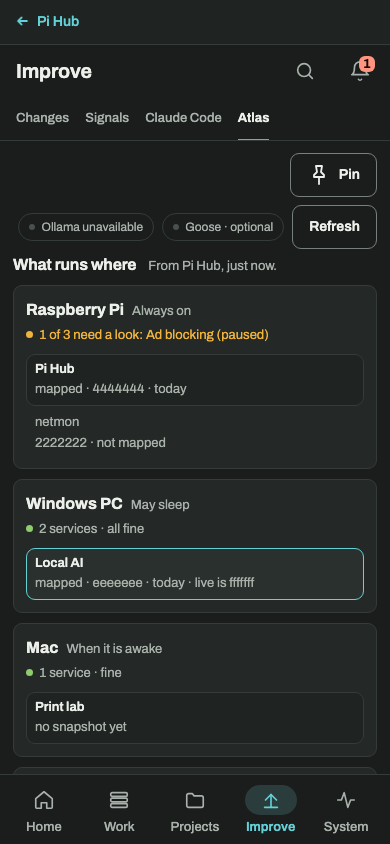 Pi Hub
Improve
1
Changes Signals Claude Code Atlas
Pin
Ollama unavailable Goose · optional Refresh
What runs where From Pi Hub, just now.
Raspberry Pi Always on
1 of 3 need a look: Ad blocking (paused)
Pi Hub
mapped · 4444444 · today
netmon
2222222 · not mapped
Windows PC May sleep
2 services · all fine
Local AI
mapped · eeeeeee · today · live is fffffff
Mac When it is awake
1 service · fine
Print lab
no snapshot yet
Home Work Projects Improve System